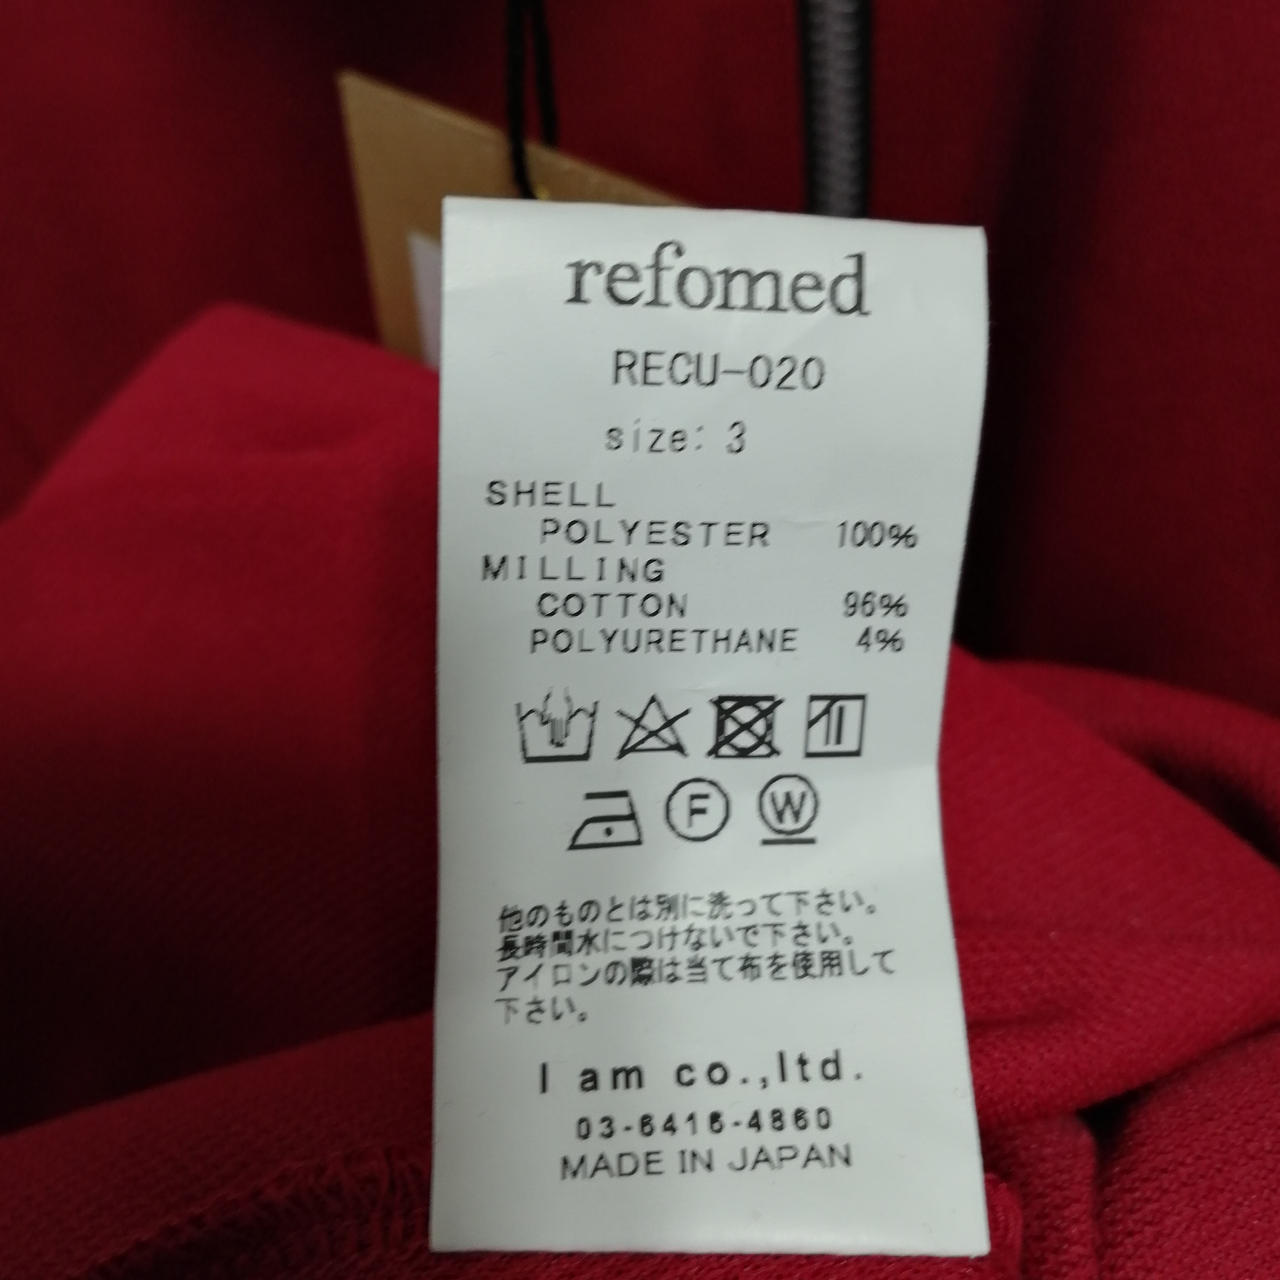 refomed
RECU-020
size: 3
SHELL
POLYESTER 100%
MILLING
COTTON 96%
POLYURETHANE 4%
F W
他のものとは別に洗って下さい。
長時間水につけないで下さい。
アイロンの際は当て布を使用して
下さい。
I am co.,ltd.
03-6416-4860
MADE IN JAPAN